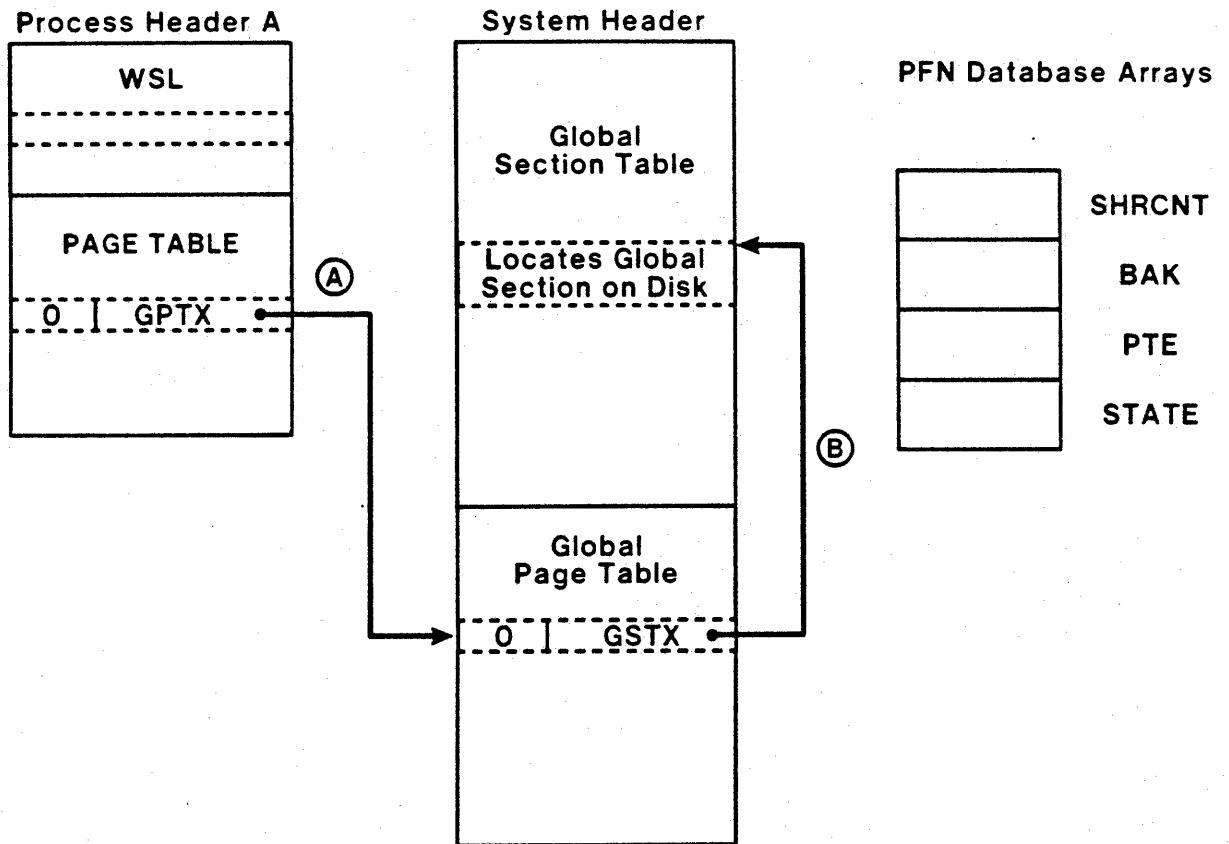 Process Header A
WSL
PAGE TABLE
0 GPTX
A
System Header
Global
Section Table
Locates Global
Section on Disk
B
Global
Page Table
0 GSTX
PFN Database Arrays
SHRCNT
BAK
PTE
STATE